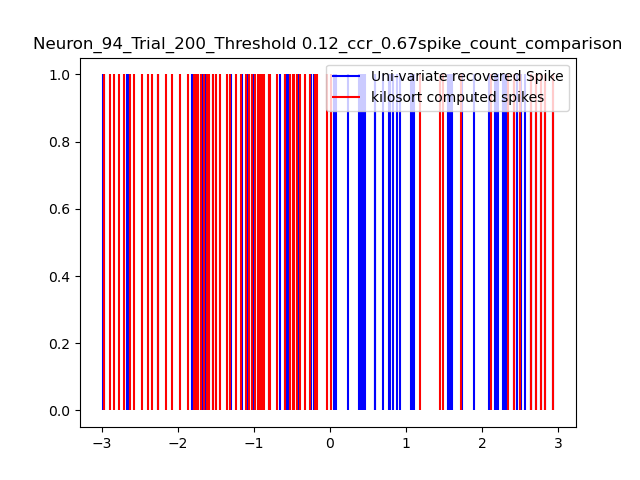 Neuron_94_Trial_200_Threshold 0.12_ccr_0.67spike_count_comparison
Uni-variate recovered Spike
kilosort computed spikes
1.0
0.8
0.6
0.4
0.2
0.0
−3 −2 −1 0 1 2 3